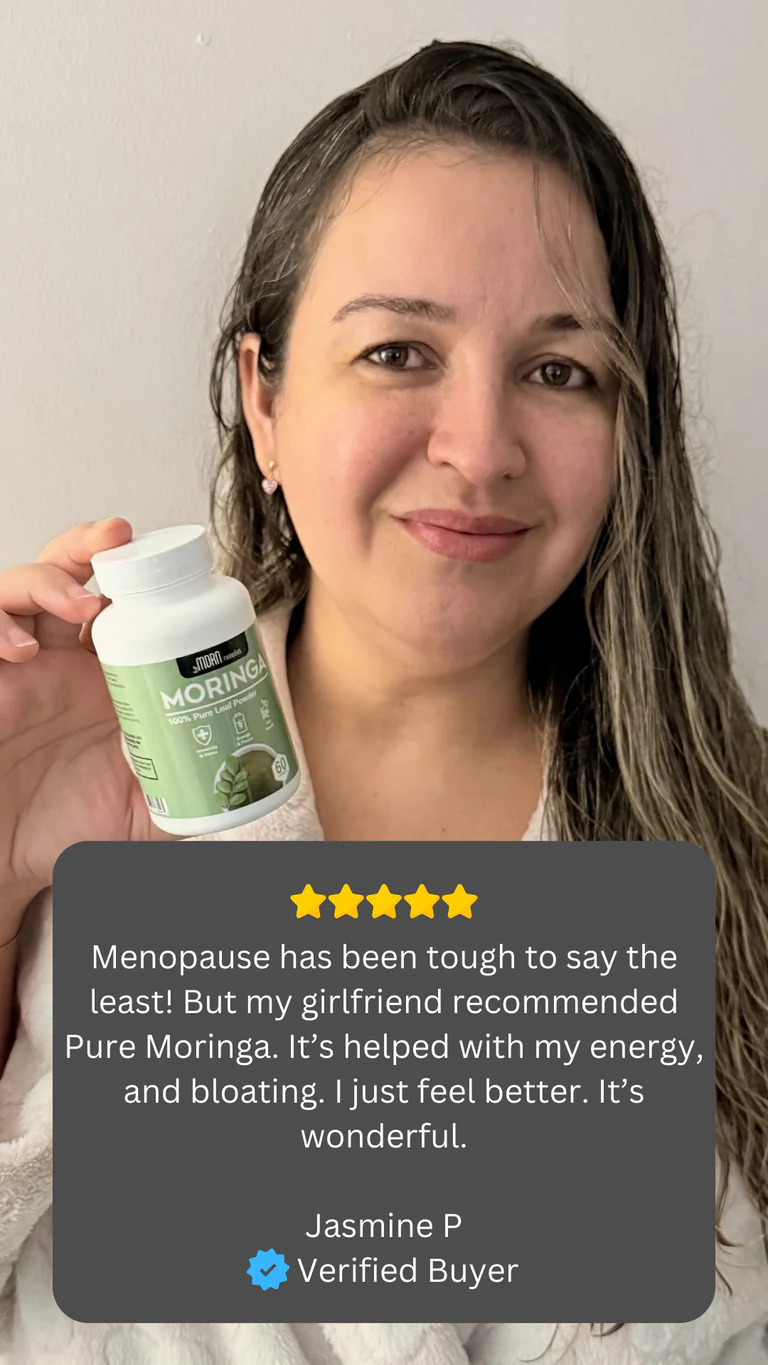 MORN
MORINGA
100% Pure Leaf Powder
60
Menopause has been tough to say the
least! But my girlfriend recommended
Pure Moringa. It’s helped with my energy,
and bloating. I just feel better. It’s
wonderful.
Jasmine P
Verified Buyer